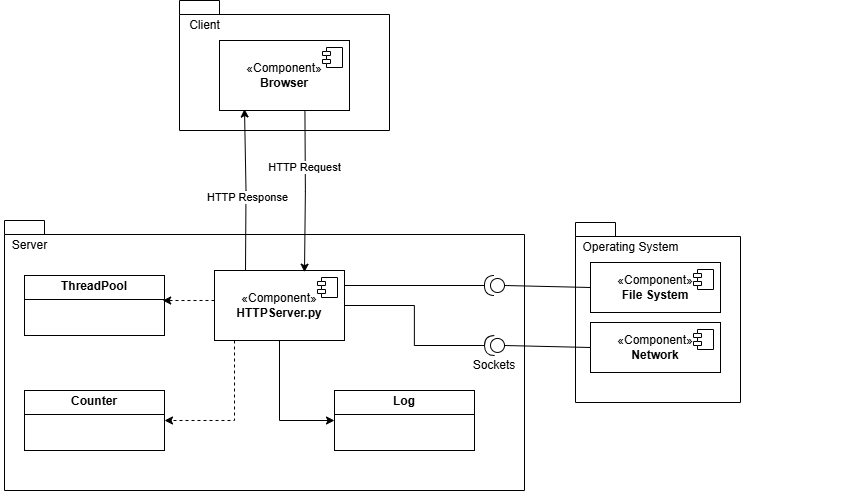 Client
«Component»
Browser
HTTP Request
HTTP Response
Server
Operating System
ThreadPool
«Component»
HTTPServer.py
«Component»
File System
«Component»
Network
Sockets
Counter
Log